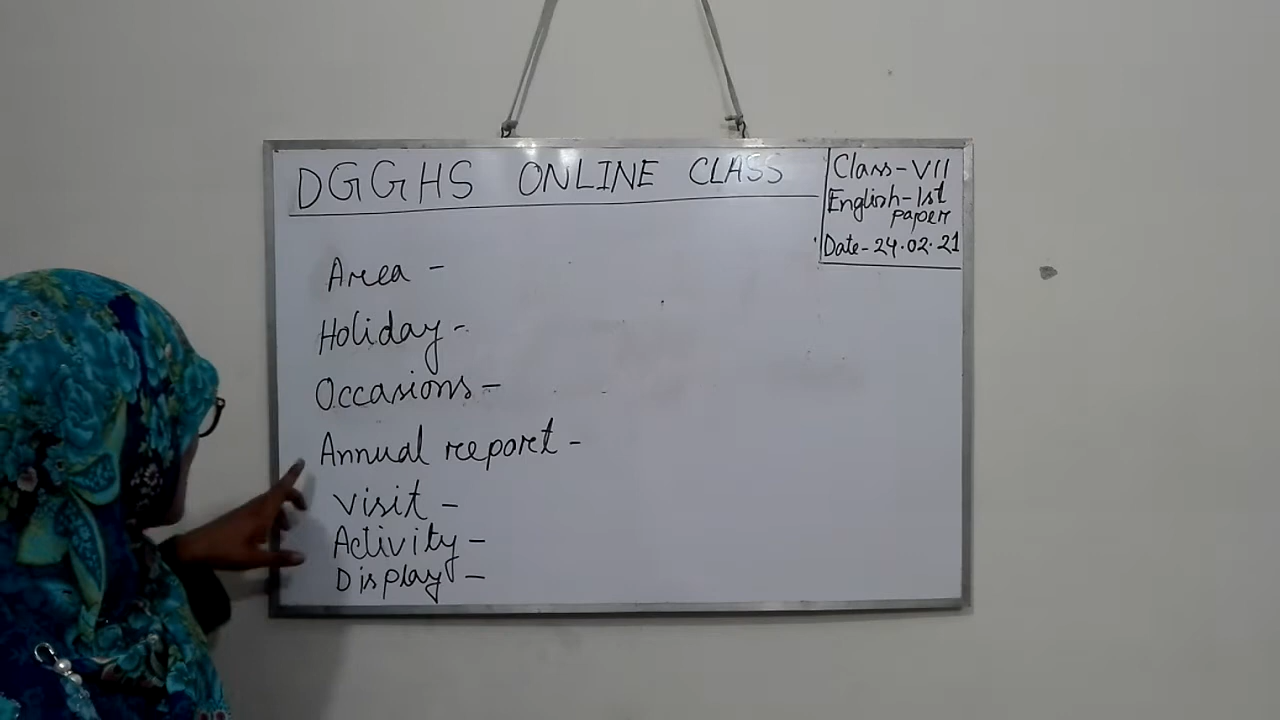 DGGHS ONLINE CLASS
Class-VII
English-1st
paper
Date-24.02.21
Area -
Holiday -
Occasions -
Annual report -
Visit -
Activity -
Display -